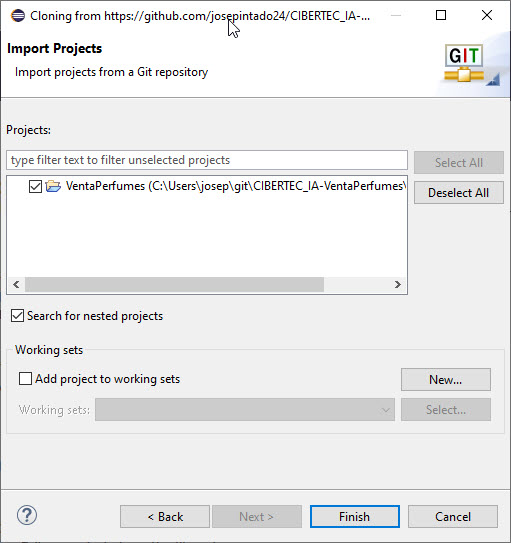 Cloning from https://github.com/josepintado24/CIBERTEC_IA-...
Import Projects
Import projects from a Git repository
GIT
Projects:
type filter text to filter unselected projects
Select All
VentaPerfumes (C:\Users\josep\git\CIBERTEC_IA-VentaPerfumes\
Deselect All
Search for nested projects
Working sets
Add project to working sets
New...
Working sets:
Select...
?
< Back
Next >
Finish
Cancel